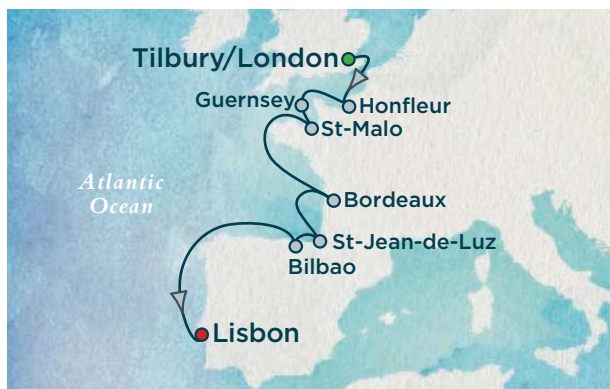 Tilbury/London
Guernsey
Honfleur
St-Malo
Atlantic
Ocean
Bordeaux
St-Jean-de-Luz
Bilbao
Lisbon